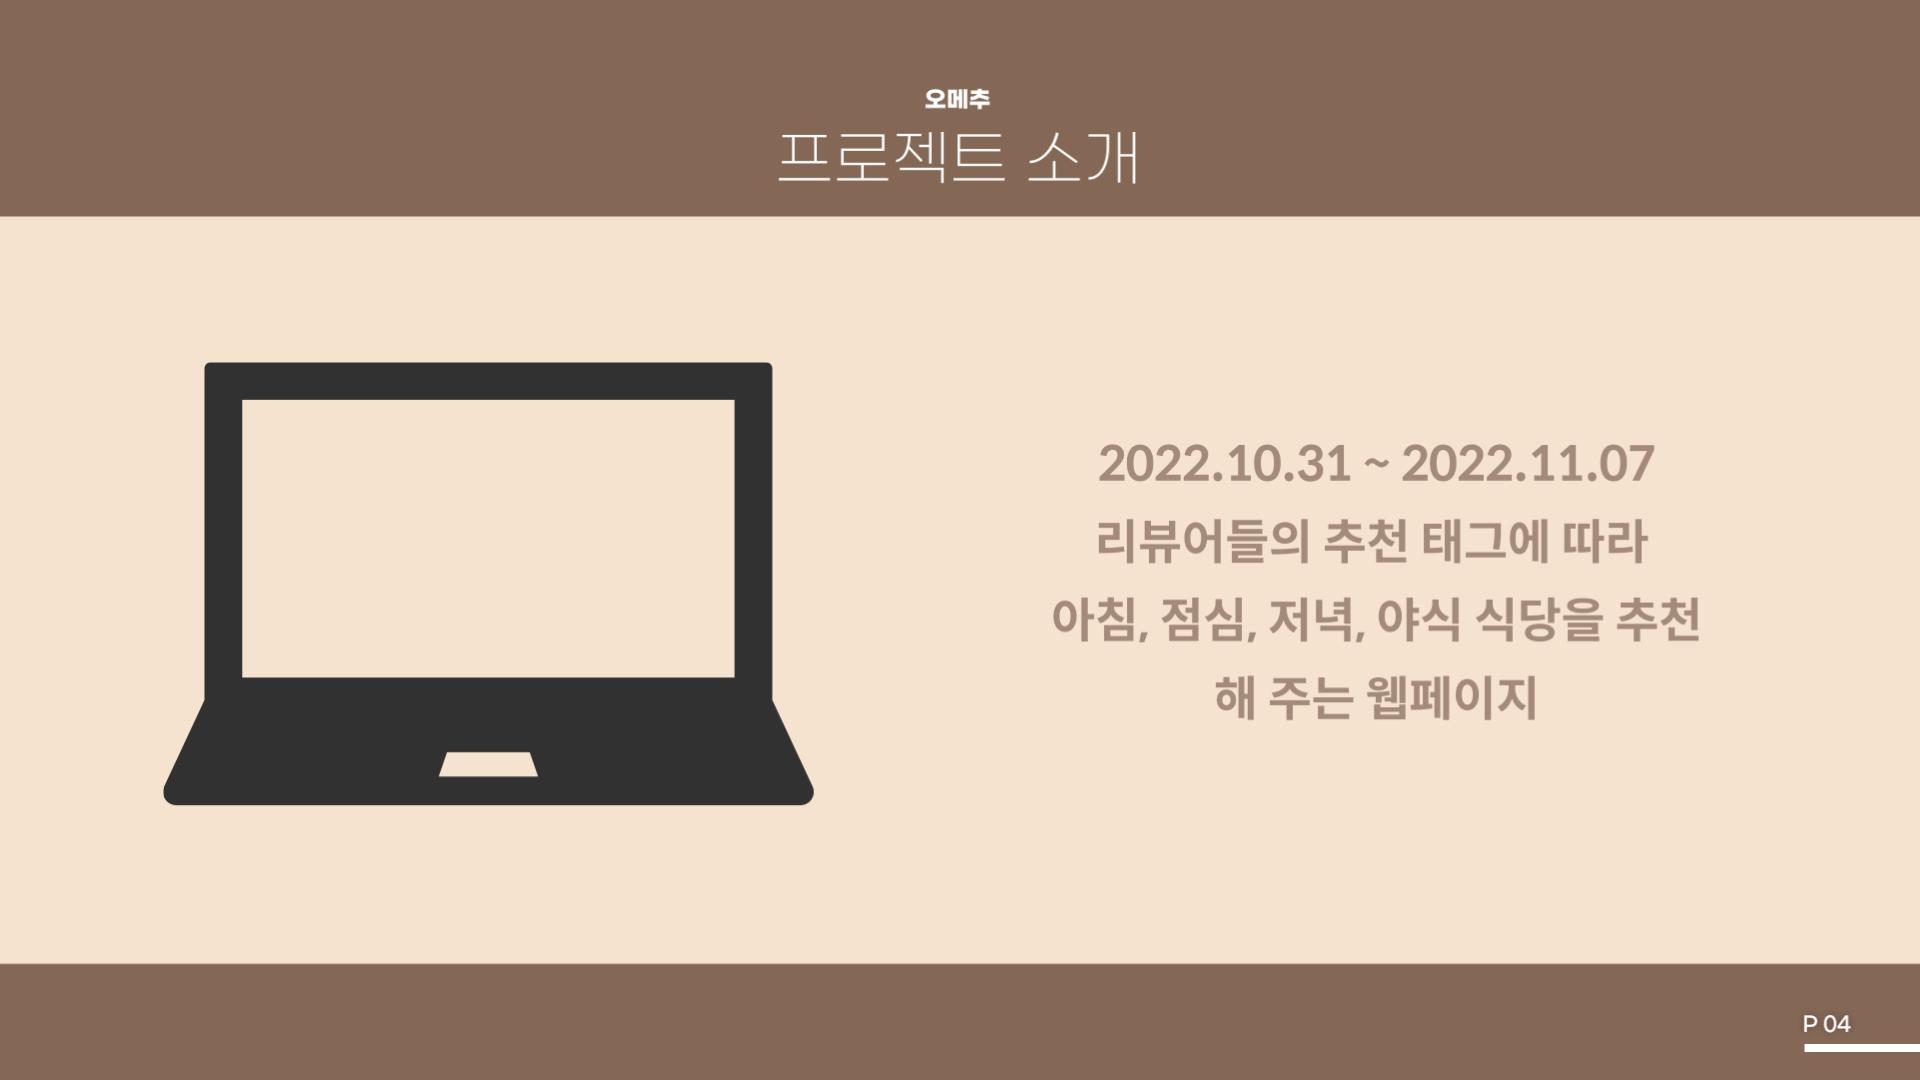 오메추
프로젝트 소개
2022.10.31 ~ 2022.11.07
리뷰어들의 추천 태그에 따라
아침, 점심, 저녁, 야식 식당을 추천
해 주는 웹페이지
P 04